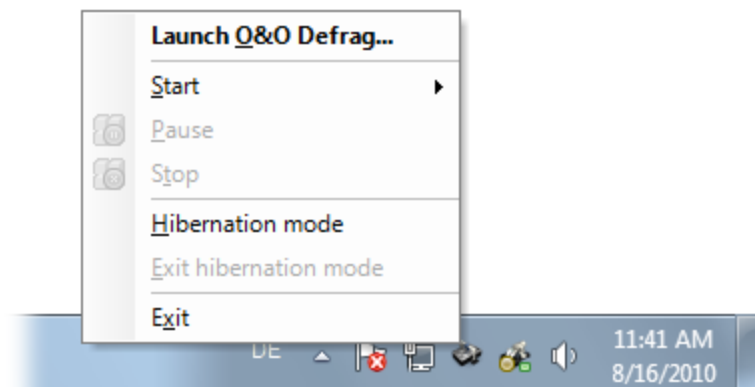 Launch O&O Defrag...
Start
Pause
Stop
Hibernation mode
Exit hibernation mode
Exit
DE
11:41 AM
8/16/2010